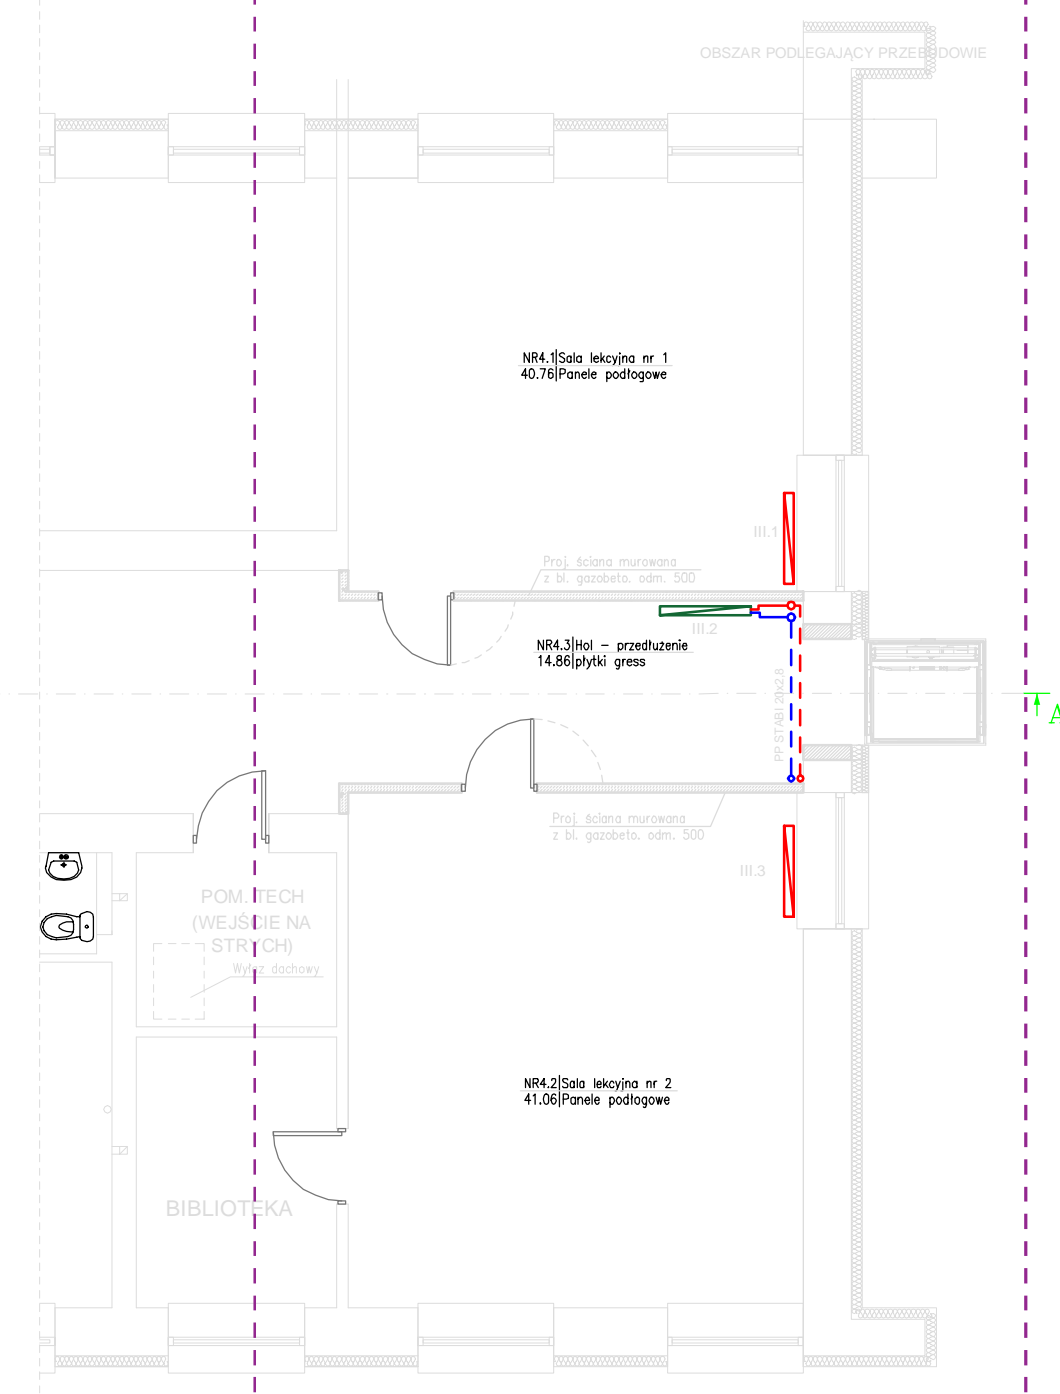 OBSZAR PODLEGAJĄCY PRZEBUDOWIE
NR4.1|Sala lekcyjna nr 1
40.76|Panele podłogowe
III.1
Proj. ściana murowana
z bl. gazobeto. odm. 500
III.2
NR4.3|Hol – przedłużenie
14.86|płytki gress
PP STABI 20x2,8
A
Proj. ściana murowana
z bl. gazobeto. odm. 500
III.3
POM. TECH
(WEJŚCIE NA
STRYCH)
Wyłaz dachowy
NR4.2|Sala lekcyjna nr 2
41.06|Panele podłogowe
BIBLIOTEKA